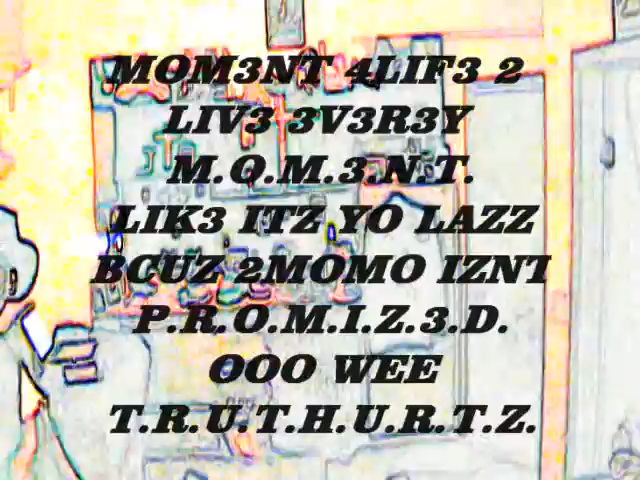 MOM3NT 4LIF3 2
LIV3 3V3R3Y
M.O.M.3.N.T.
LIK3 ITZ YO LAZZ
BCUZ 2MOMO IZNT
P.R.O.M.I.Z.3.D.
OOO WEE
T.R.U.T.H.U.R.T.Z.